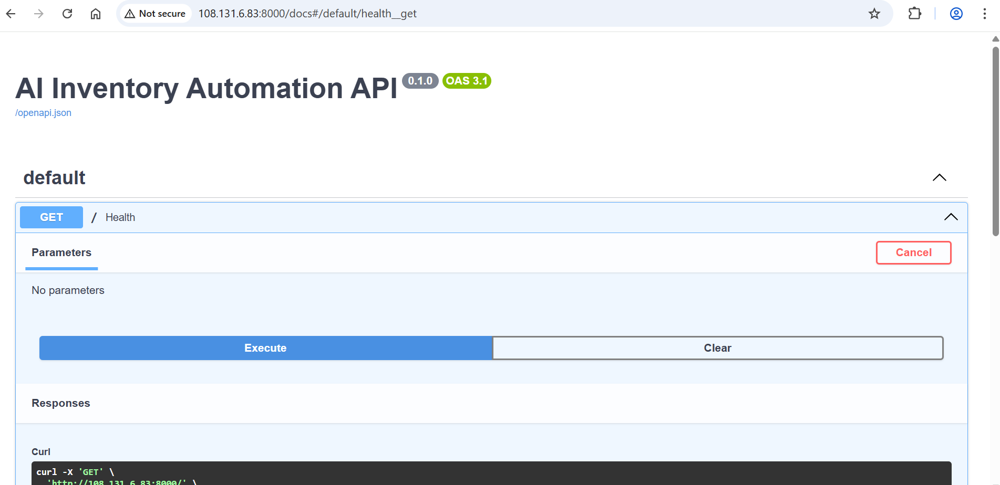 Not secure 108.131.6.83:8000/docs#/default/health__get
AI Inventory Automation API 0.1.0 OAS 3.1
/openapi.json
default
GET / Health
Parameters Cancel
No parameters
Execute Clear
Responses
Curl
curl -X 'GET' \
'http://108.131.6.83:8000/' \